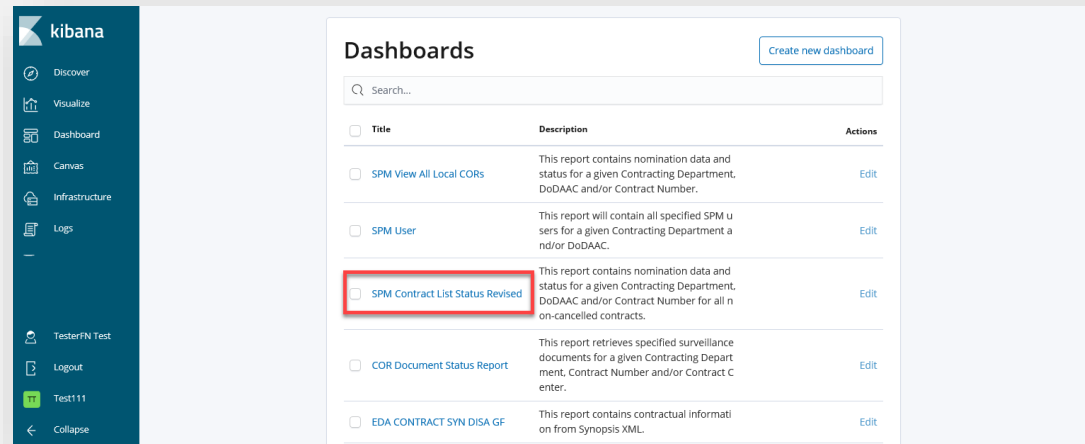 kibana
Discover
Visualize
Dashboard
Canvas
Infrastructure
Logs
TesterFN Test
Logout
TT Test111
Collapse
Dashboards
Create new dashboard
Search...
Title Description Actions
SPM View All Local CORs
This report contains nomination data and
status for a given Contracting Department,
DoDAAC and/or Contract Number.
Edit
SPM User
This report will contain all specified SPM u
sers for a given Contracting Department a
nd/or DoDAAC.
Edit
SPM Contract List Status Revised
This report contains nomination data and
status for a given Contracting Department,
DoDAAC and/or Contract Number for all n
on-cancelled contracts.
Edit
COR Document Status Report
This report retrieves specified surveillance
documents for a given Contracting Depart
ment, Contract Number and/or Contract C
enter.
Edit
EDA CONTRACT SYN DISA GF
This report contains contractual informati
on from Synopsis XML.
Edit